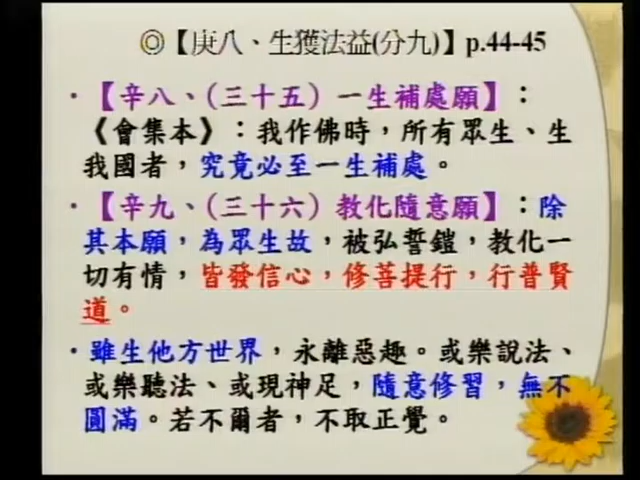 ◎【庚八、生獲法益(分九)】p.44-45
·【辛八、(三十五) 一生補處願】：
《會集本》：我作佛時，所有眾生、生
我國者，究竟必至一生補處。
·【辛九、(三十六) 教化隨意願】：除
其本願，為眾生故，被弘誓鎧，教化一
切有情，皆發信心，修菩提行，行普賢
道。
·雖生他方世界，永離惡趣。或樂說法、
或樂聽法、或現神足，隨意修習，無不
圓滿。若不爾者，不取正覺。